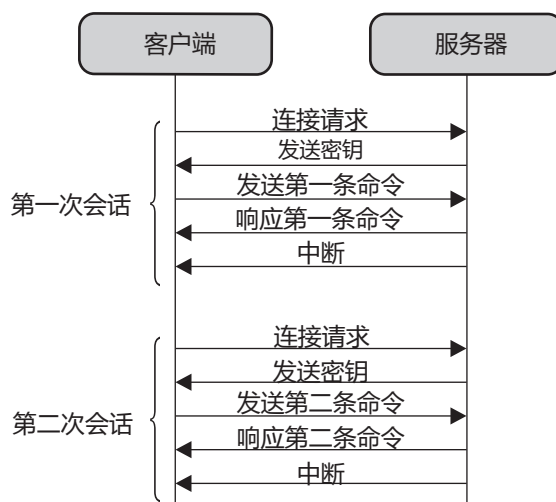 客户端
服务器
连接请求
发送密钥
发送第一条命令
第一次会话
响应第一条命令
中断
连接请求
发送密钥
发送第二条命令
第二次会话
响应第二条命令
中断